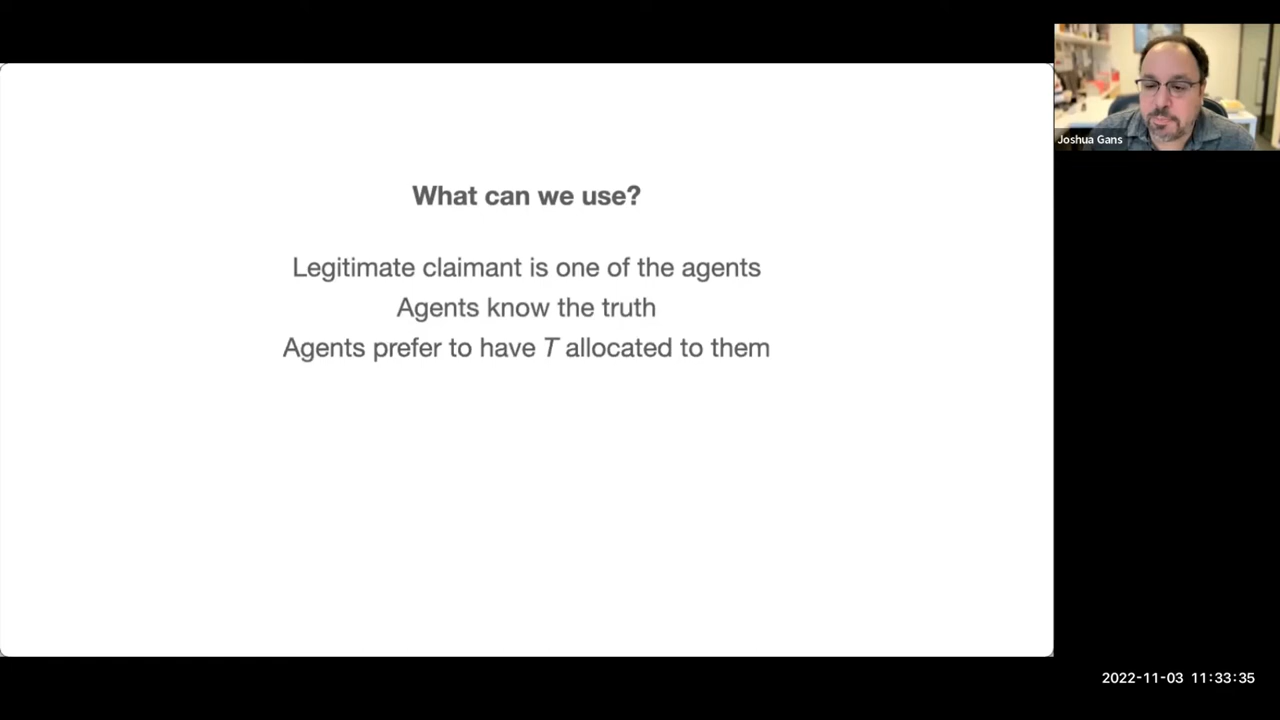 What can we use?
Legitimate claimant is one of the agents
Agents know the truth
Agents prefer to have T allocated to them
Joshua Gans
2022-11-03 11:33:35